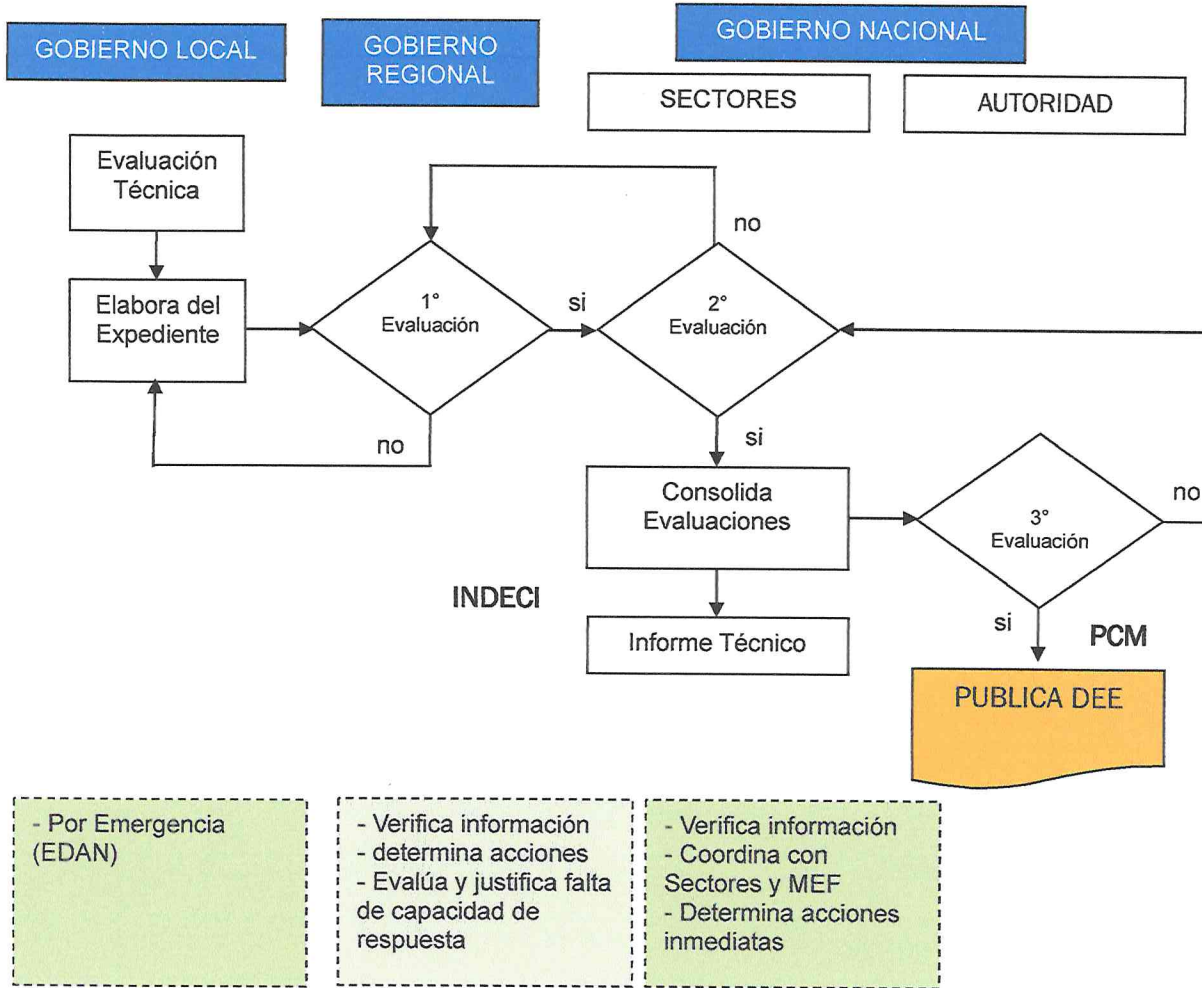 GOBIERNO LOCAL
GOBIERNO
REGIONAL
GOBIERNO NACIONAL
SECTORES
AUTORIDAD
Evaluación
Técnica
Elabora del
Expediente
1°
Evaluación
si
no
2°
Evaluación
no
si
Consolida
Evaluaciones
3°
Evaluación
no
si
INDECI
Informe Técnico
PCM
PUBLICA DEE
- Por Emergencia
(EDAN)
- Verifica información
- determina acciones
- Evalúa y justifica falta
de capacidad de
respuesta
- Verifica información
- Coordina con
Sectores y MEF
- Determina acciones
inmediatas